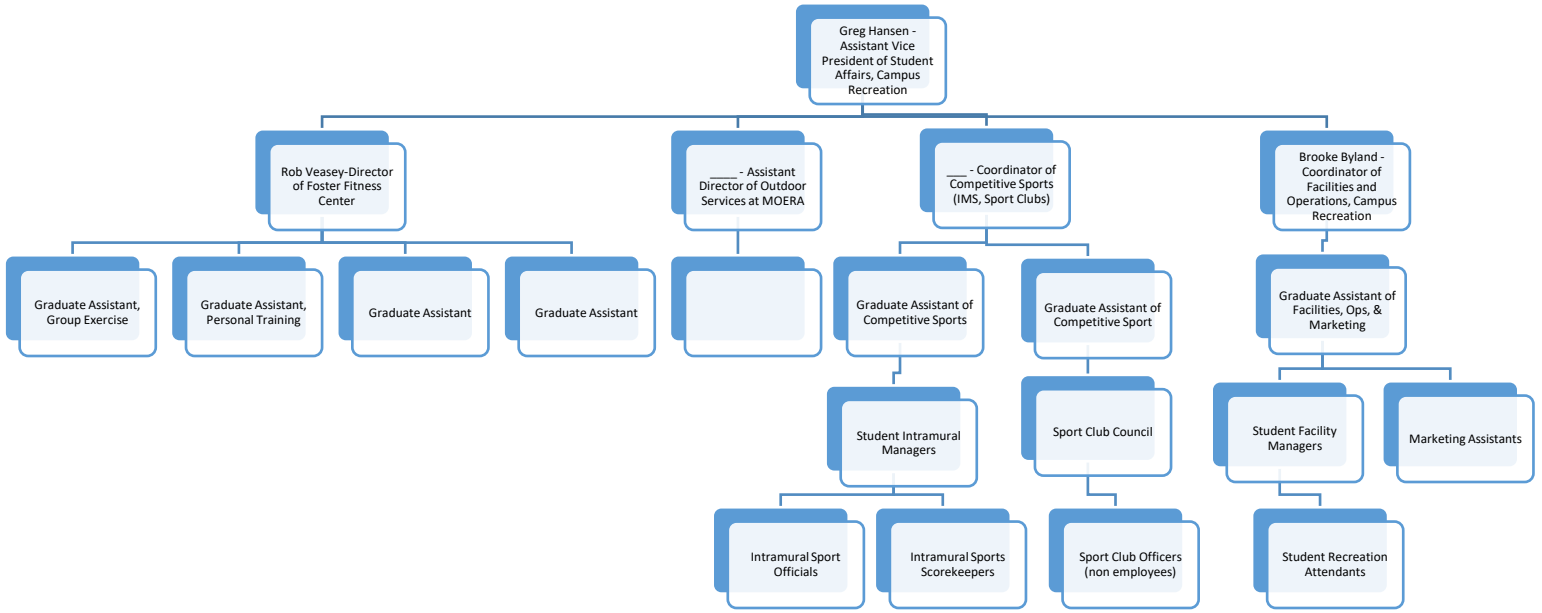 Greg Hansen -
Assistant Vice
President of Student
Affairs, Campus
Recreation
Rob Veasey-Director
of Foster Fitness
Center
____ - Assistant
Director of Outdoor
Services at MOERA
___ - Coordinator of
Competitive Sports
(IMS, Sport Clubs)
Brooke Byland -
Coordinator of
Facilities and
Operations, Campus
Recreation
Graduate Assistant,
Group Exercise
Graduate Assistant,
Personal Training
Graduate Assistant
Graduate Assistant
Graduate Assistant of
Competitive Sports
Graduate Assistant of
Competitive Sport
Graduate Assistant of
Facilities, Ops, &
Marketing
Student Intramural
Managers
Sport Club Council
Student Facility
Managers
Marketing Assistants
Intramural Sport
Officials
Intramural Sports
Scorekeepers
Sport Club Officers
(non employees)
Student Recreation
Attendants